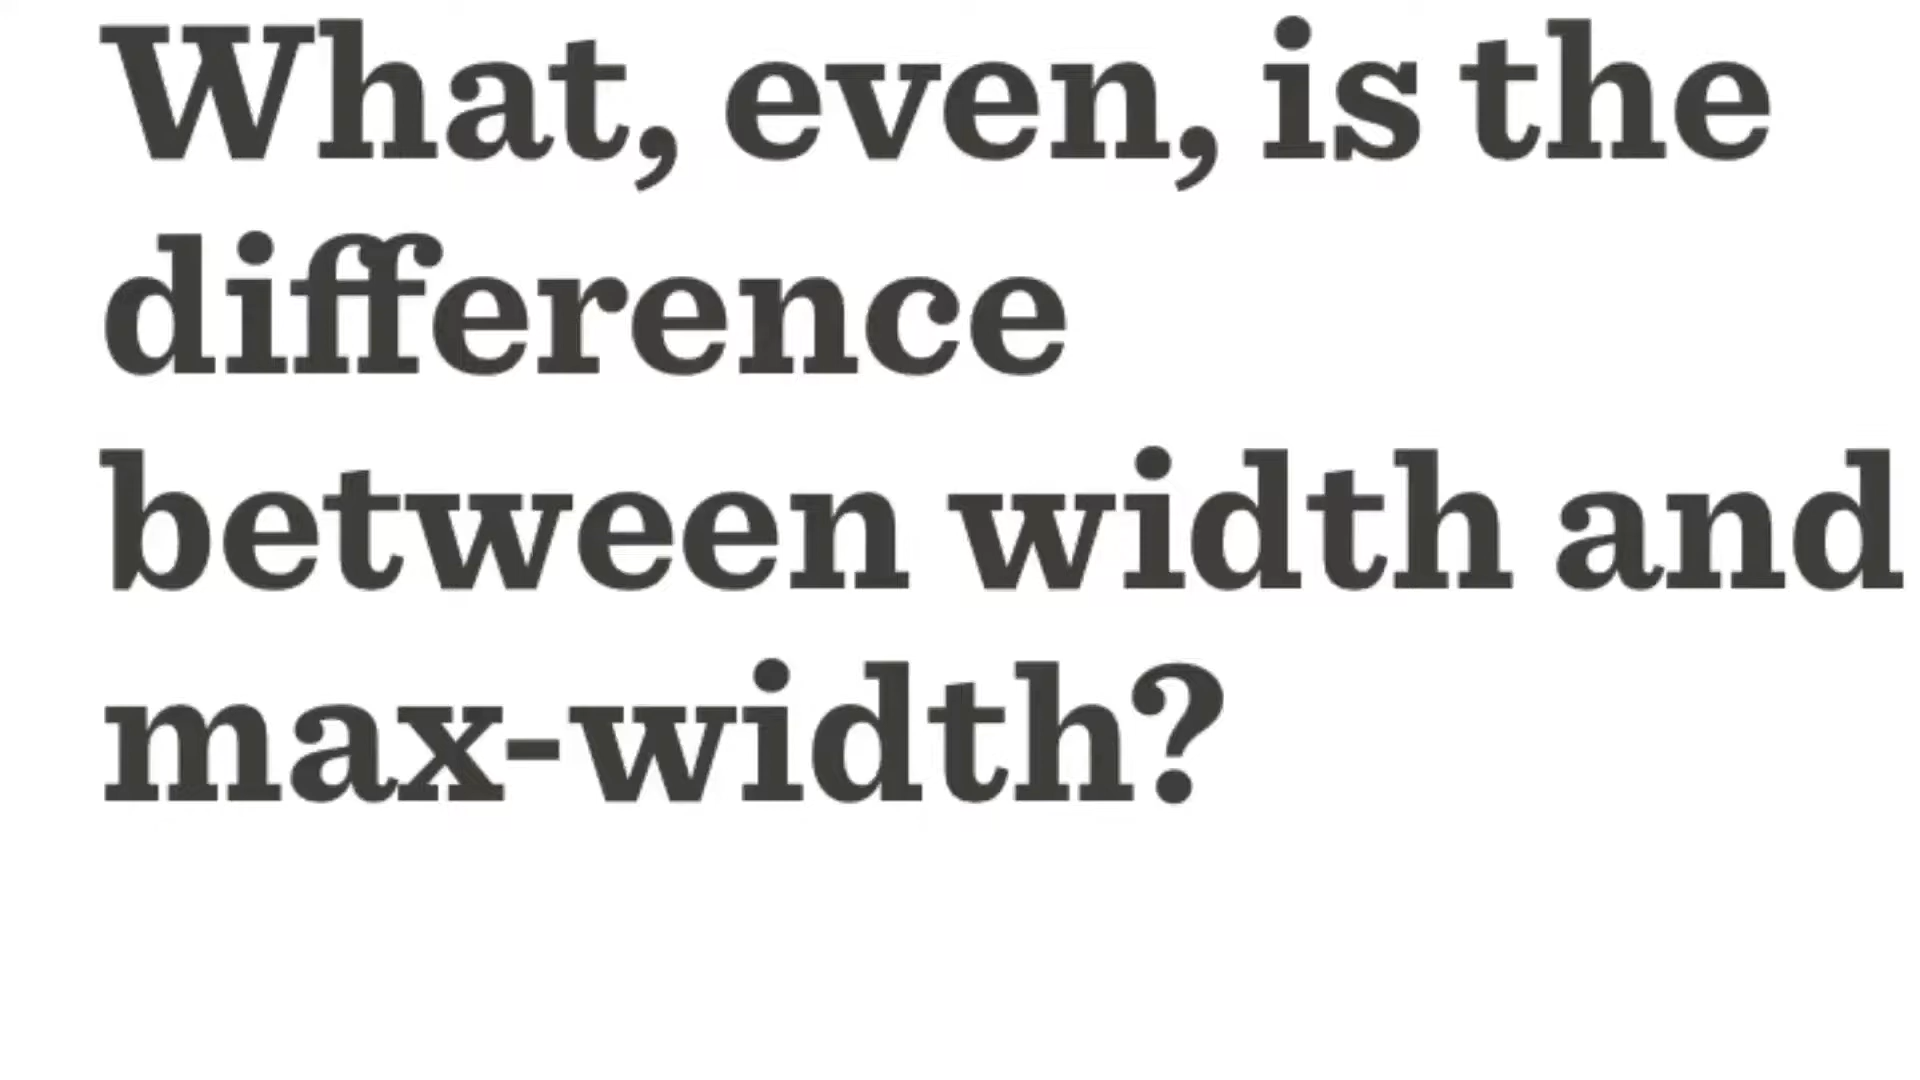 What, even, is the
difference
between width and
max-width?